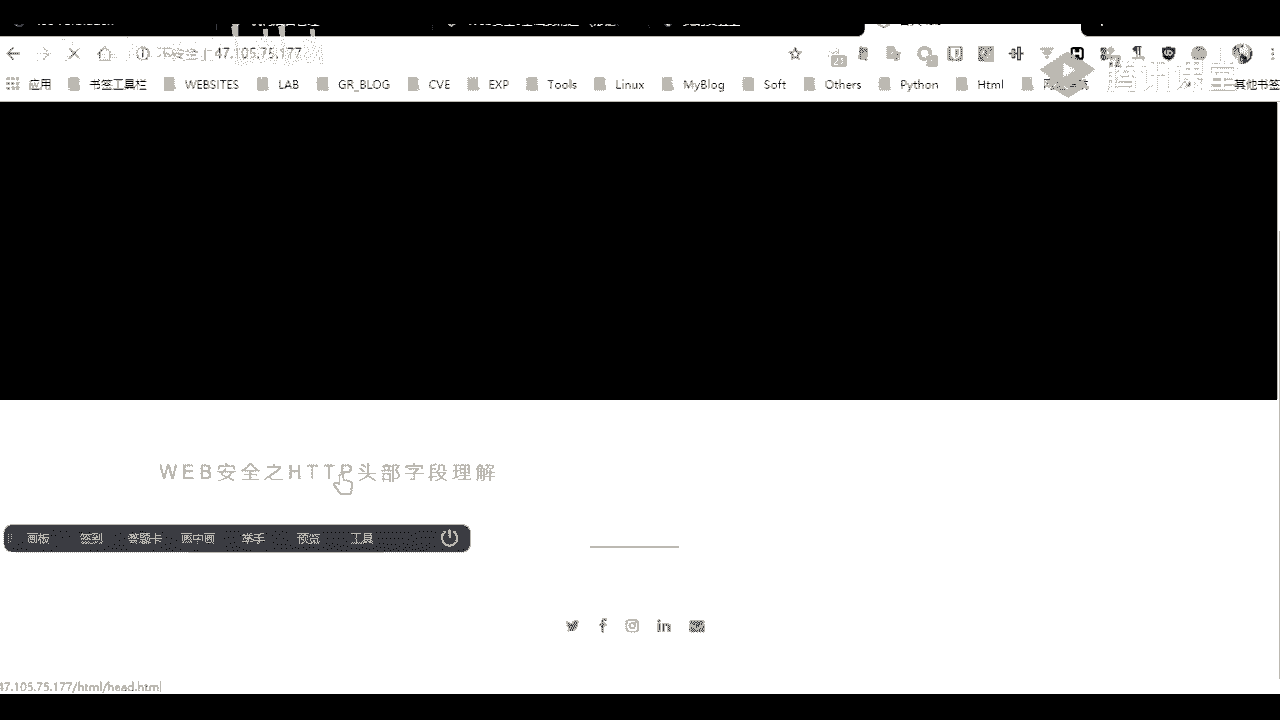 不安全 | 47.105.75.177
应用 书签工具栏 WEBSITES LAB GR_BLOG CVE EXP Tools Linux MyBlog Soft Others Python Html 其他书签
腾讯课堂
WEB安全之HTTP头部字段理解
画板 签到 答题卡 画中画 举手 预览 工具
47.105.75.177/html/head.html